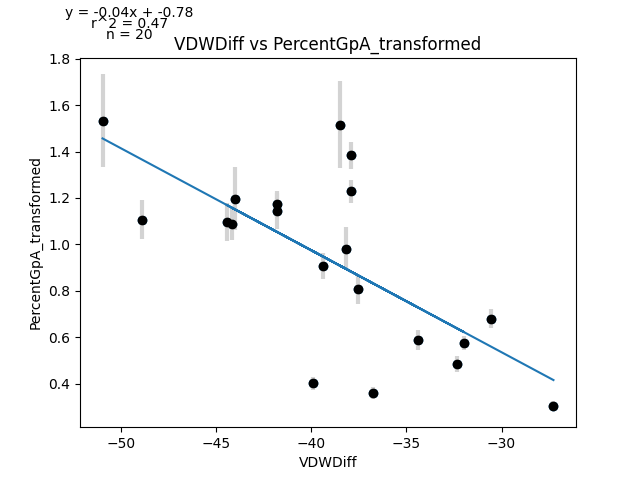 y = -0.04x + -0.78
r^2 = 0.47
n = 20
VDWDiff vs PercentGpA_transformed
PercentGpA_transformed
1.8
1.6
1.4
1.2
1.0
0.8
0.6
0.4
−50
−45
−40
−35
−30
VDWDiff